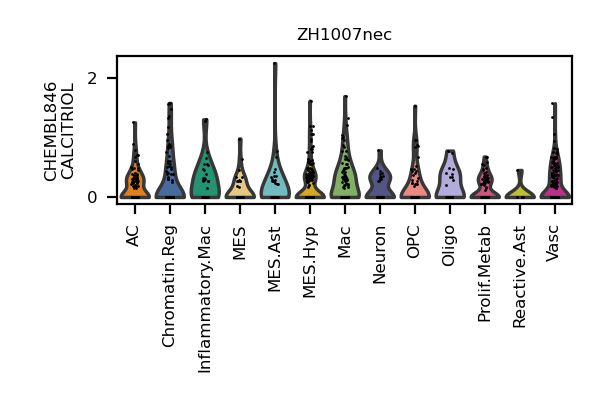 ZH1007nec
CHEMBL846
CALCITRIOL
2
0
AC
Chromatin.Reg
Inflammatory.Mac
MES
MES.Ast
MES.Hyp
Mac
Neuron
OPC
Oligo
Prolif.Metab
Reactive.Ast
Vasc